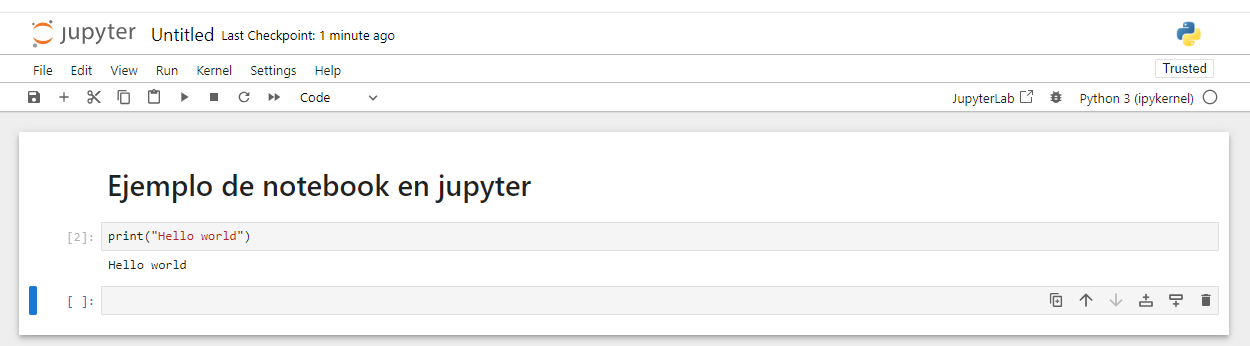 jupyter Untitled Last Checkpoint: 1 minute ago
File Edit View Run Kernel Settings Help Trusted
Code JupyterLab Python 3 (ipykernel)
Ejemplo de notebook en jupyter
[2]: print("Hello world")
Hello world
[ ]: